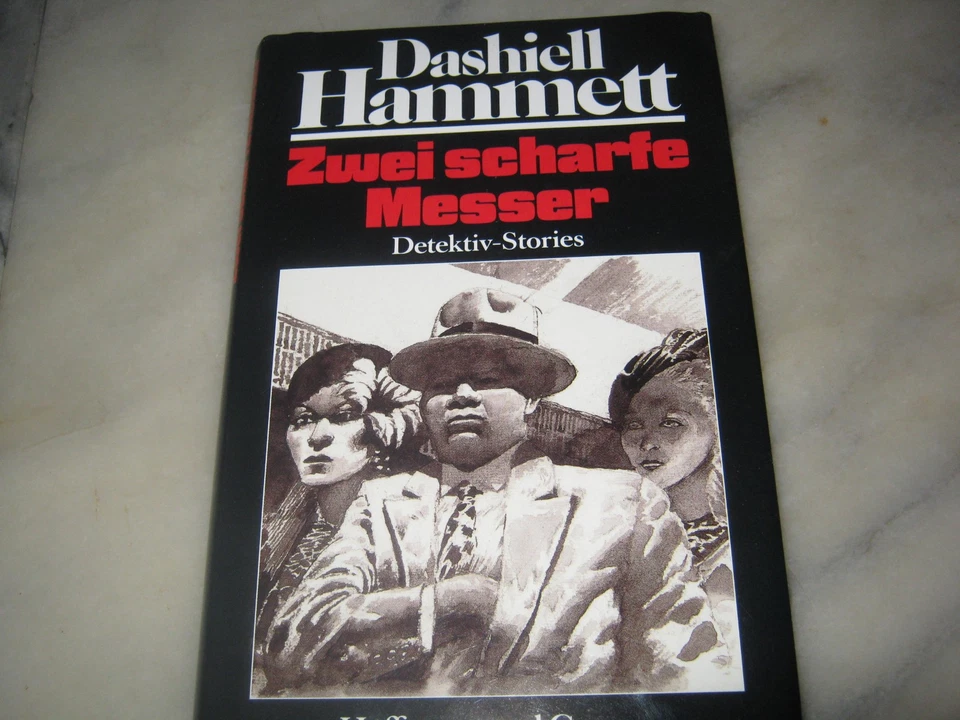 Dashiell
Hammett
Zwei scharfe
Messer
Detektiv-Stories